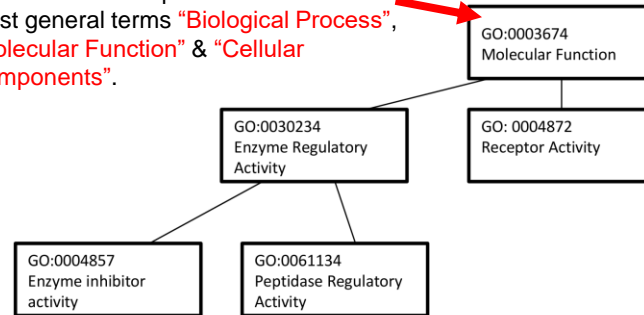 st general terms “Biological Process”,
olecular Function” & “Cellular
mponents”.
GO:0003674
Molecular Function
GO:0030234
Enzyme Regulatory
Activity
GO: 0004872
Receptor Activity
GO:0004857
Enzyme inhibitor
activity
GO:0061134
Peptidase Regulatory
Activity